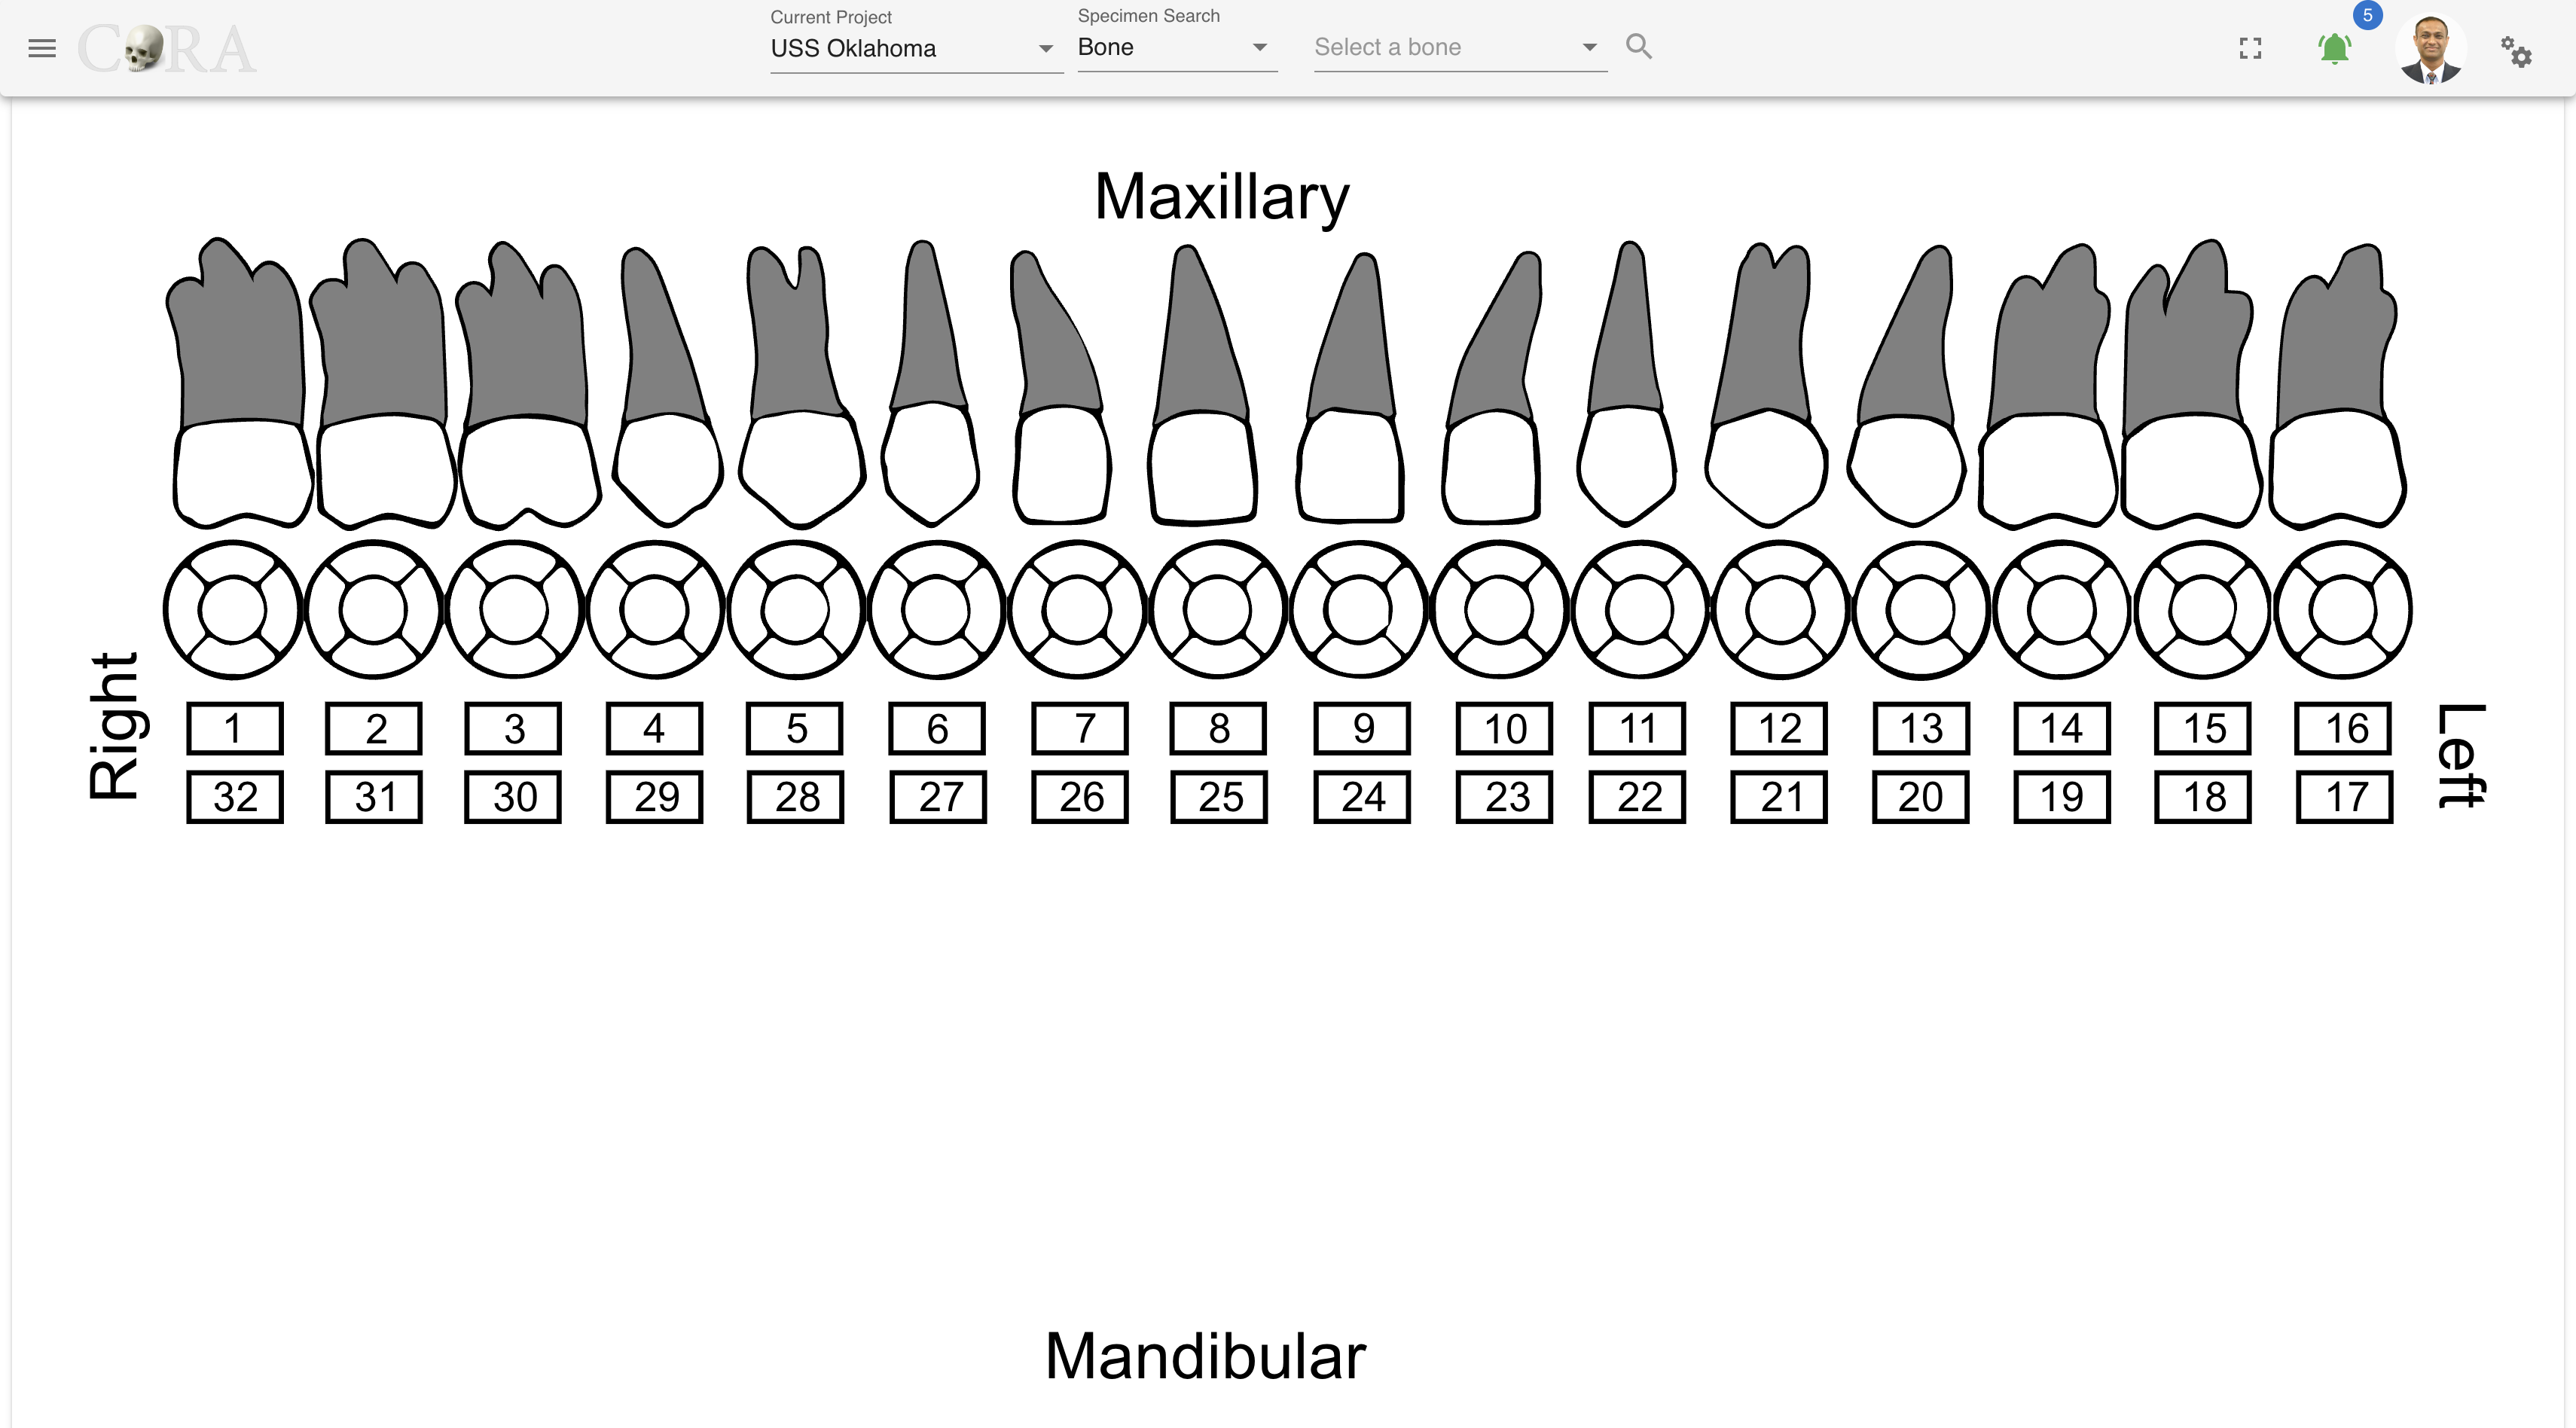 CORA
Current Project
USS Oklahoma
Specimen Search
Bone
Select a bone
5
Maxillary
Right
1 2 3 4 5 6 7 8 9 10 11 12 13 14 15 16
32 31 30 29 28 27 26 25 24 23 22 21 20 19 18 17
Left
Mandibular